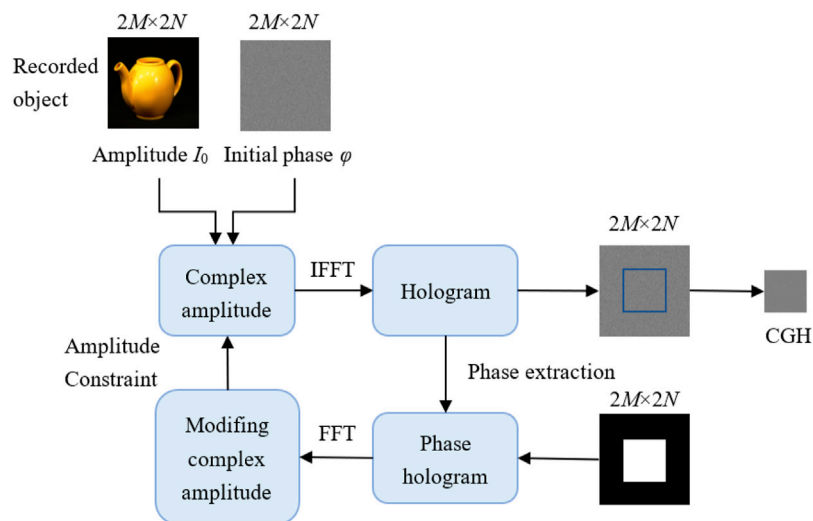 2M×2N 2M×2N
Recorded
object
Amplitude I₀ Initial phase φ
2M×2N
Complex
amplitude
IFFT
Hologram
CGH
Amplitude
Constraint
Phase extraction
2M×2N
Modifing
complex
amplitude
FFT
Phase
hologram